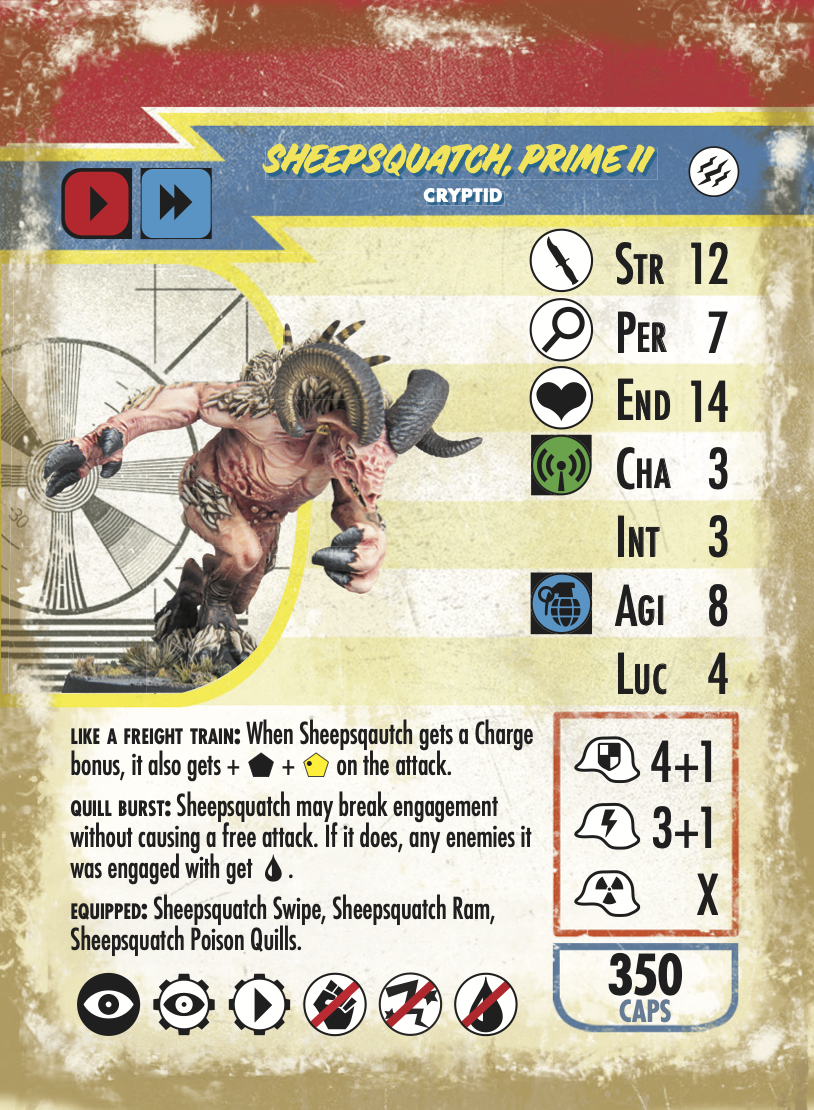 SHEEPSQUATCH, PRIME II
CRYPTID
STR 12
PER 7
END 14
CHA 3
INT 3
AGI 8
LUC 4
30
LIKE A FREIGHT TRAIN: When Sheepsqautch gets a Charge
bonus, it also gets + + on the attack.
QUILL BURST: Sheepsquatch may break engagement
without causing a free attack. If it does, any enemies it
was engaged with get .
EQUIPPED: Sheepsquatch Swipe, Sheepsquatch Ram,
Sheepsquatch Poison Quills.
4+1
3+1
X
350
CAPS